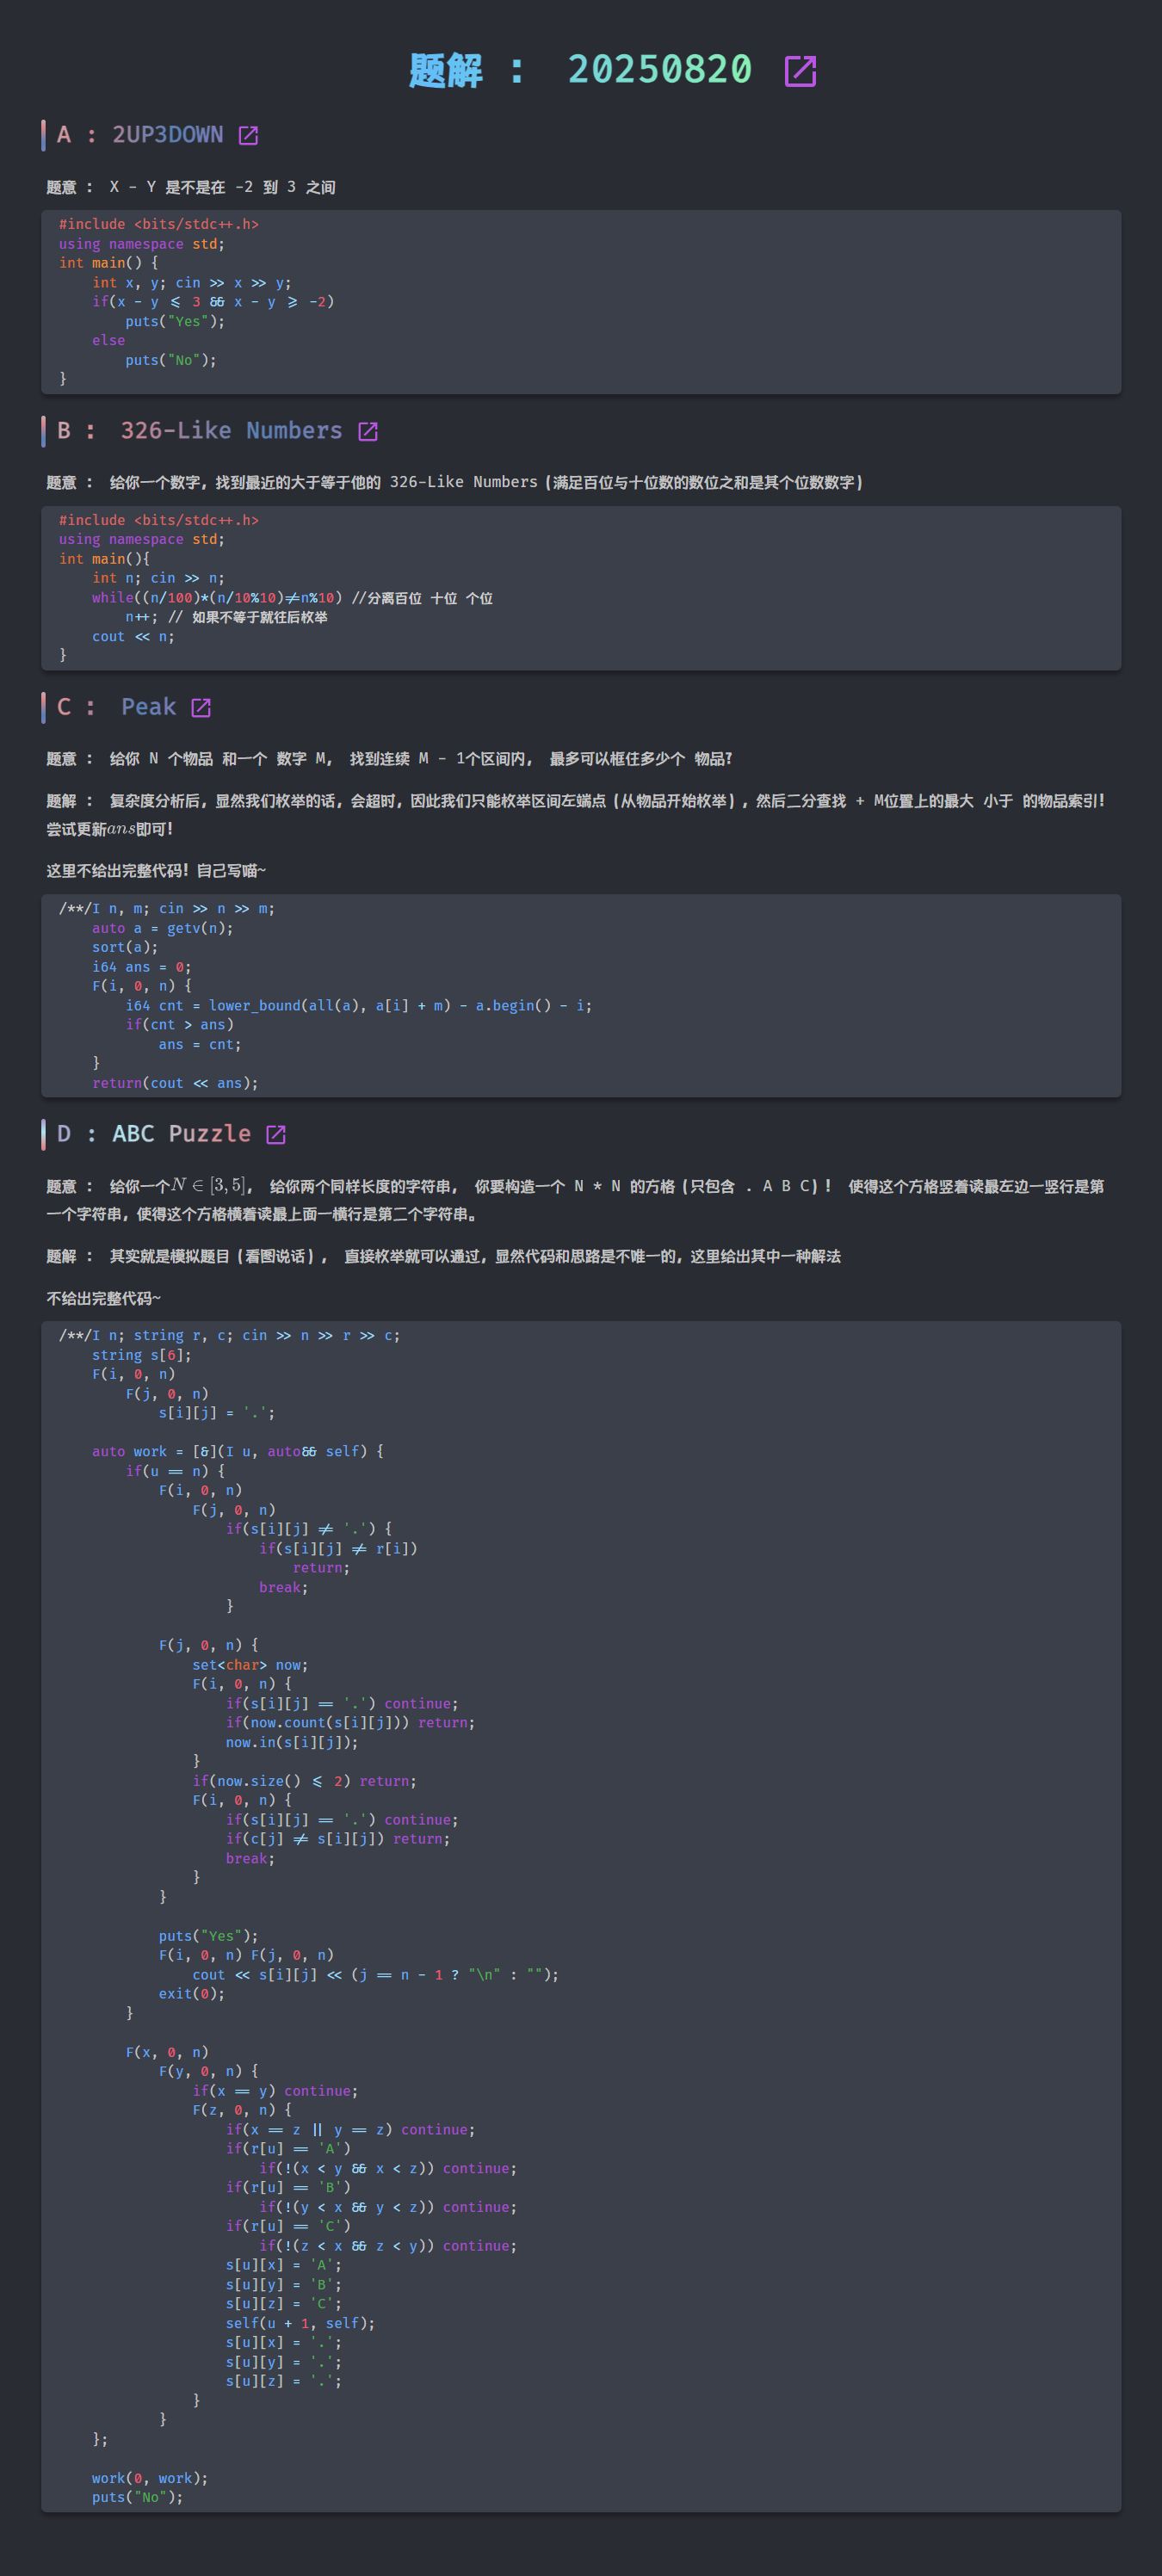 题解 ： 20250820
A : 2UP3DOWN
题意 ： X - Y 是不是在 -2 到 3 之间
#include <bits/stdc++.h>
using namespace std;
int main() {
    int x, y; cin >> x >> y;
    if(x - y <= 3 && x - y >= -2)
        puts("Yes");
    else
        puts("No");
}
B ： 326-Like Numbers
题意 ： 给你一个数字，找到最近的大于等于他的 326-Like Numbers（满足百位与十位数的数位之和是其个位数数字）
#include <bits/stdc++.h>
using namespace std;
int main(){
    int n; cin >> n;
    while((n/100)*(n/10%10)!=n%10) //分离百位 十位 个位
        n++; // 如果不等于就往后枚举
    cout << n;
}
C ： Peak
题意 ： 给你 N 个物品 和一个 数字 M， 找到连续 M - 1个区间内， 最多可以框住多少个 物品？
题解 ： 复杂度分析后，显然我们枚举的话，会超时，因此我们只能枚举区间左端点（从物品开始枚举），然后二分查找 + M位置上的最大 小于 的物品索引！
尝试更新ans即可！
这里不给出完整代码！自己写喵~
/**/I n, m; cin >> n >> m;
    auto a = getv(n);
    sort(a);
    i64 ans = 0;
    F(i, 0, n) {
        i64 cnt = lower_bound(all(a), a[i] + m) - a.begin() - i;
        if(cnt > ans)
            ans = cnt;
    }
    return(cout << ans);
D : ABC Puzzle
题意 ： 给你一个N ∈ [3, 5]， 给你两个同样长度的字符串， 你要构造一个 N * N 的方格（只包含 . A B C）！ 使得这个方格竖着读最左边一竖行是第
一个字符串，使得这个方格横着读最上面一横行是第二个字符串。
题解 ： 其实就是模拟题目（看图说话）， 直接枚举就可以通过，显然代码和思路是不唯一的，这里给出其中一种解法
不给出完整代码~
/**/I n; string r, c; cin >> n >> r >> c;
    string s[6];
    F(i, 0, n)
        F(j, 0, n)
            s[i][j] = '.';
    auto work = [&](I u, auto&& self) {
        if(u == n) {
            F(i, 0, n)
                F(j, 0, n)
                    if(s[i][j] != '.') {
                        if(s[i][j] != r[i])
                            return;
                        break;
                    }
            F(j, 0, n) {
                set<char> now;
                F(i, 0, n) {
                    if(s[i][j] == '.') continue;
                    if(now.count(s[i][j])) return;
                    now.in(s[i][j]);
                }
                if(now.size() <= 2) return;
                F(i, 0, n) {
                    if(s[i][j] == '.') continue;
                    if(c[j] != s[i][j]) return;
                    break;
                }
            }
            puts("Yes");
            F(i, 0, n) F(j, 0, n)
                cout << s[i][j] << (j == n - 1 ? "\n" : "");
            exit(0);
        }
        F(x, 0, n)
            F(y, 0, n) {
                if(x == y) continue;
                F(z, 0, n) {
                    if(x == z || y == z) continue;
                    if(r[u] == 'A')
                        if(!(x < y && x < z)) continue;
                    if(r[u] == 'B')
                        if(!(y < x && y < z)) continue;
                    if(r[u] == 'C')
                        if(!(z < x && z < y)) continue;
                    s[u][x] = 'A';
                    s[u][y] = 'B';
                    s[u][z] = 'C';
                    self(u + 1, self);
                    s[u][x] = '.';
                    s[u][y] = '.';
                    s[u][z] = '.';
                }
            }
    };
    work(0, work);
    puts("No");